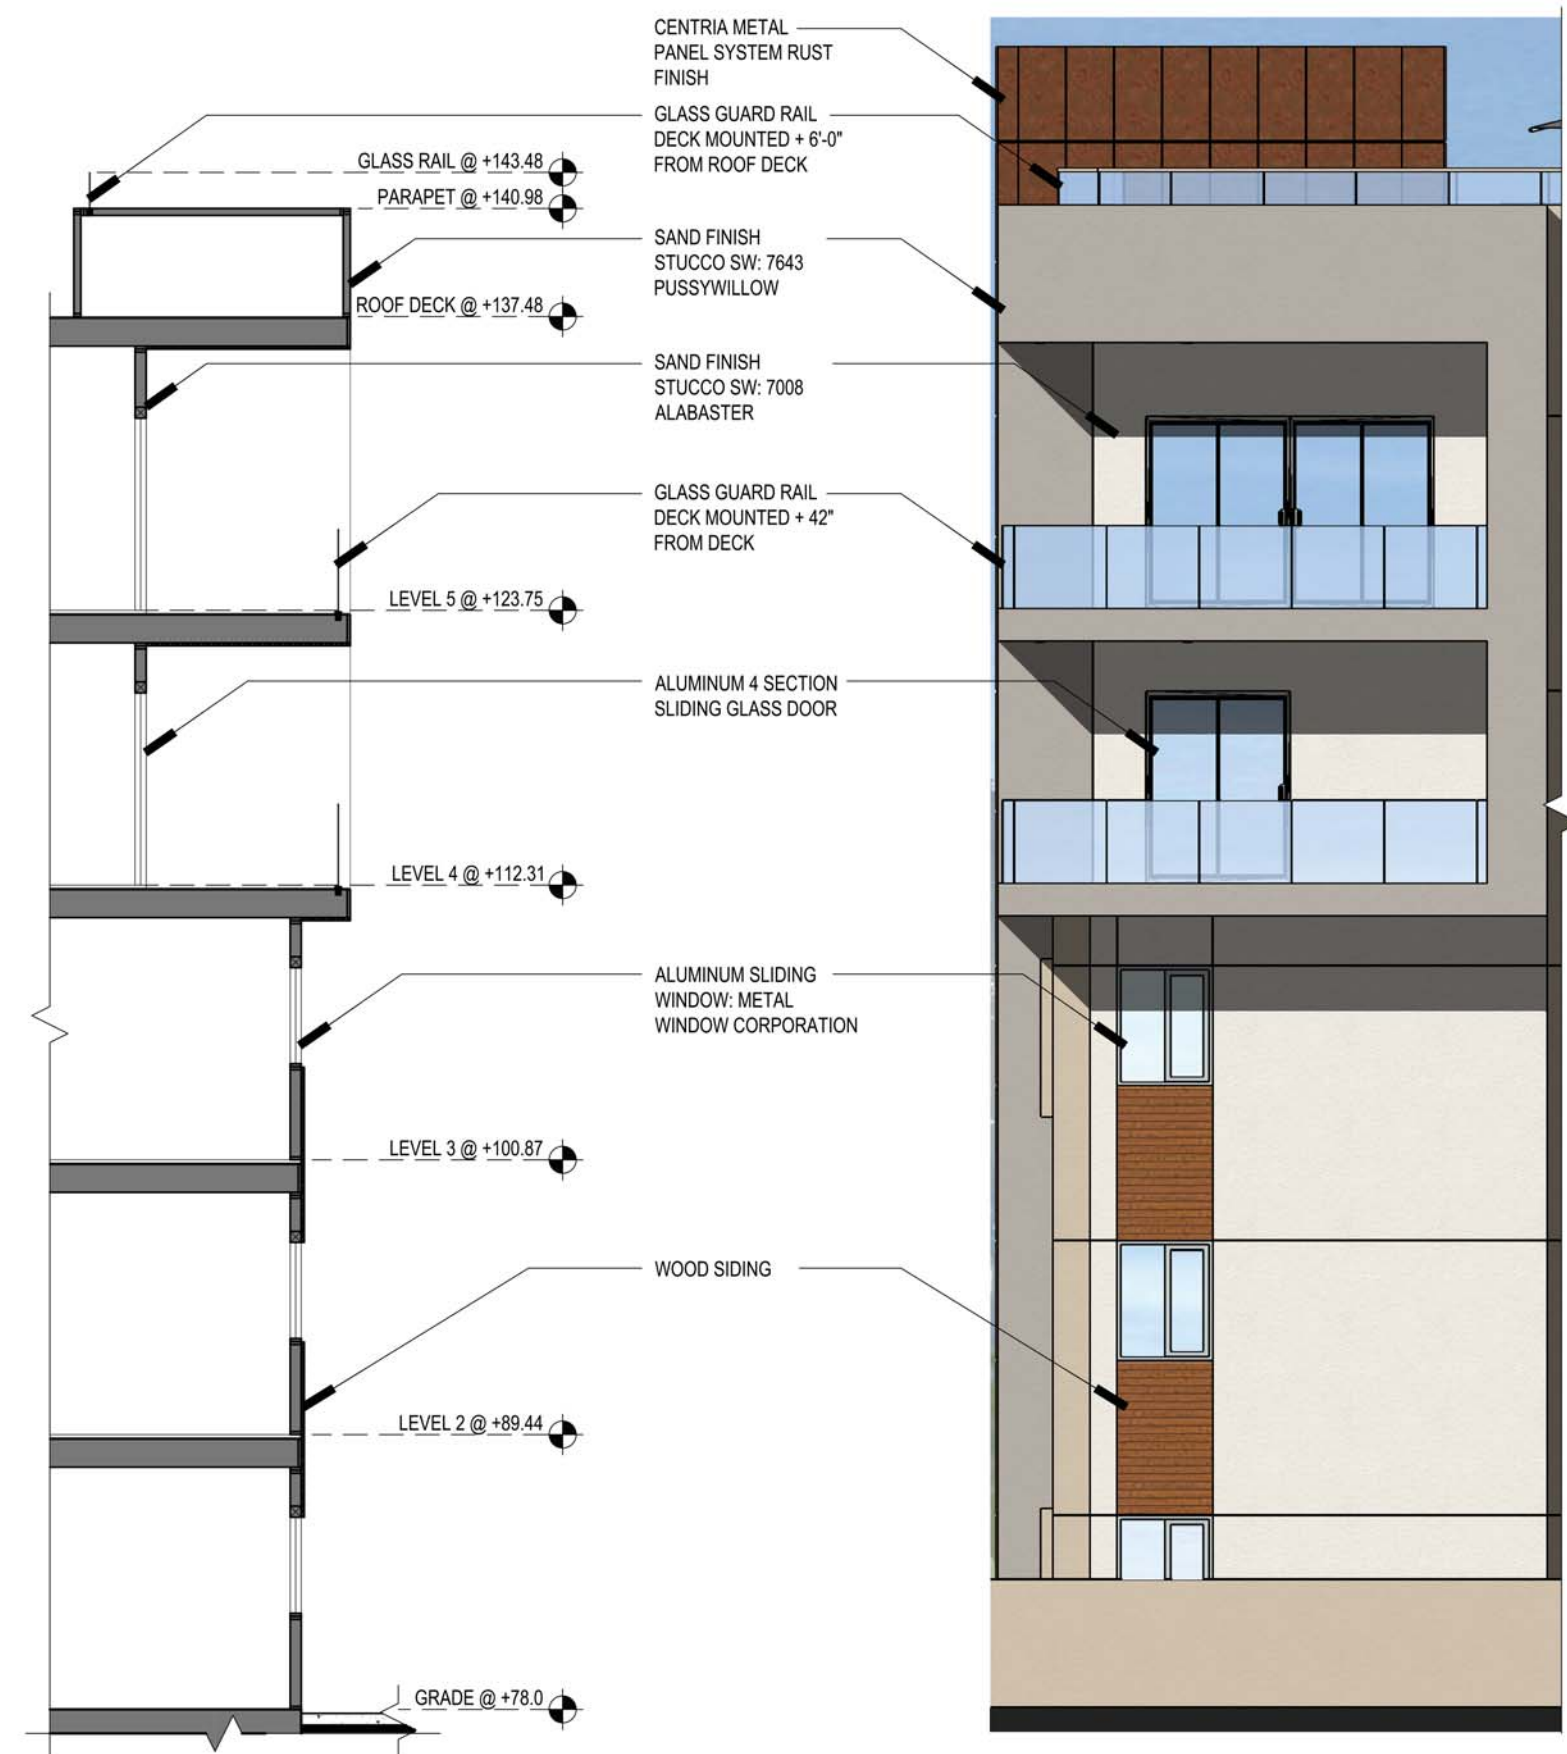 CENTRIA METAL
PANEL SYSTEM RUST
FINISH
GLASS GUARD RAIL
DECK MOUNTED + 6'-0"
FROM ROOF DECK
GLASS RAIL @ +143.48
PARAPET @ +140.98
SAND FINISH
STUCCO SW: 7643
PUSSYWILLOW
ROOF DECK @ +137.48
SAND FINISH
STUCCO SW: 7008
ALABASTER
GLASS GUARD RAIL
DECK MOUNTED + 42"
FROM DECK
LEVEL 5 @ +123.75
ALUMINUM 4 SECTION
SLIDING GLASS DOOR
LEVEL 4 @ +112.31
ALUMINUM SLIDING
WINDOW: METAL
WINDOW CORPORATION
LEVEL 3 @ +100.87
WOOD SIDING
LEVEL 2 @ +89.44
GRADE @ +78.0